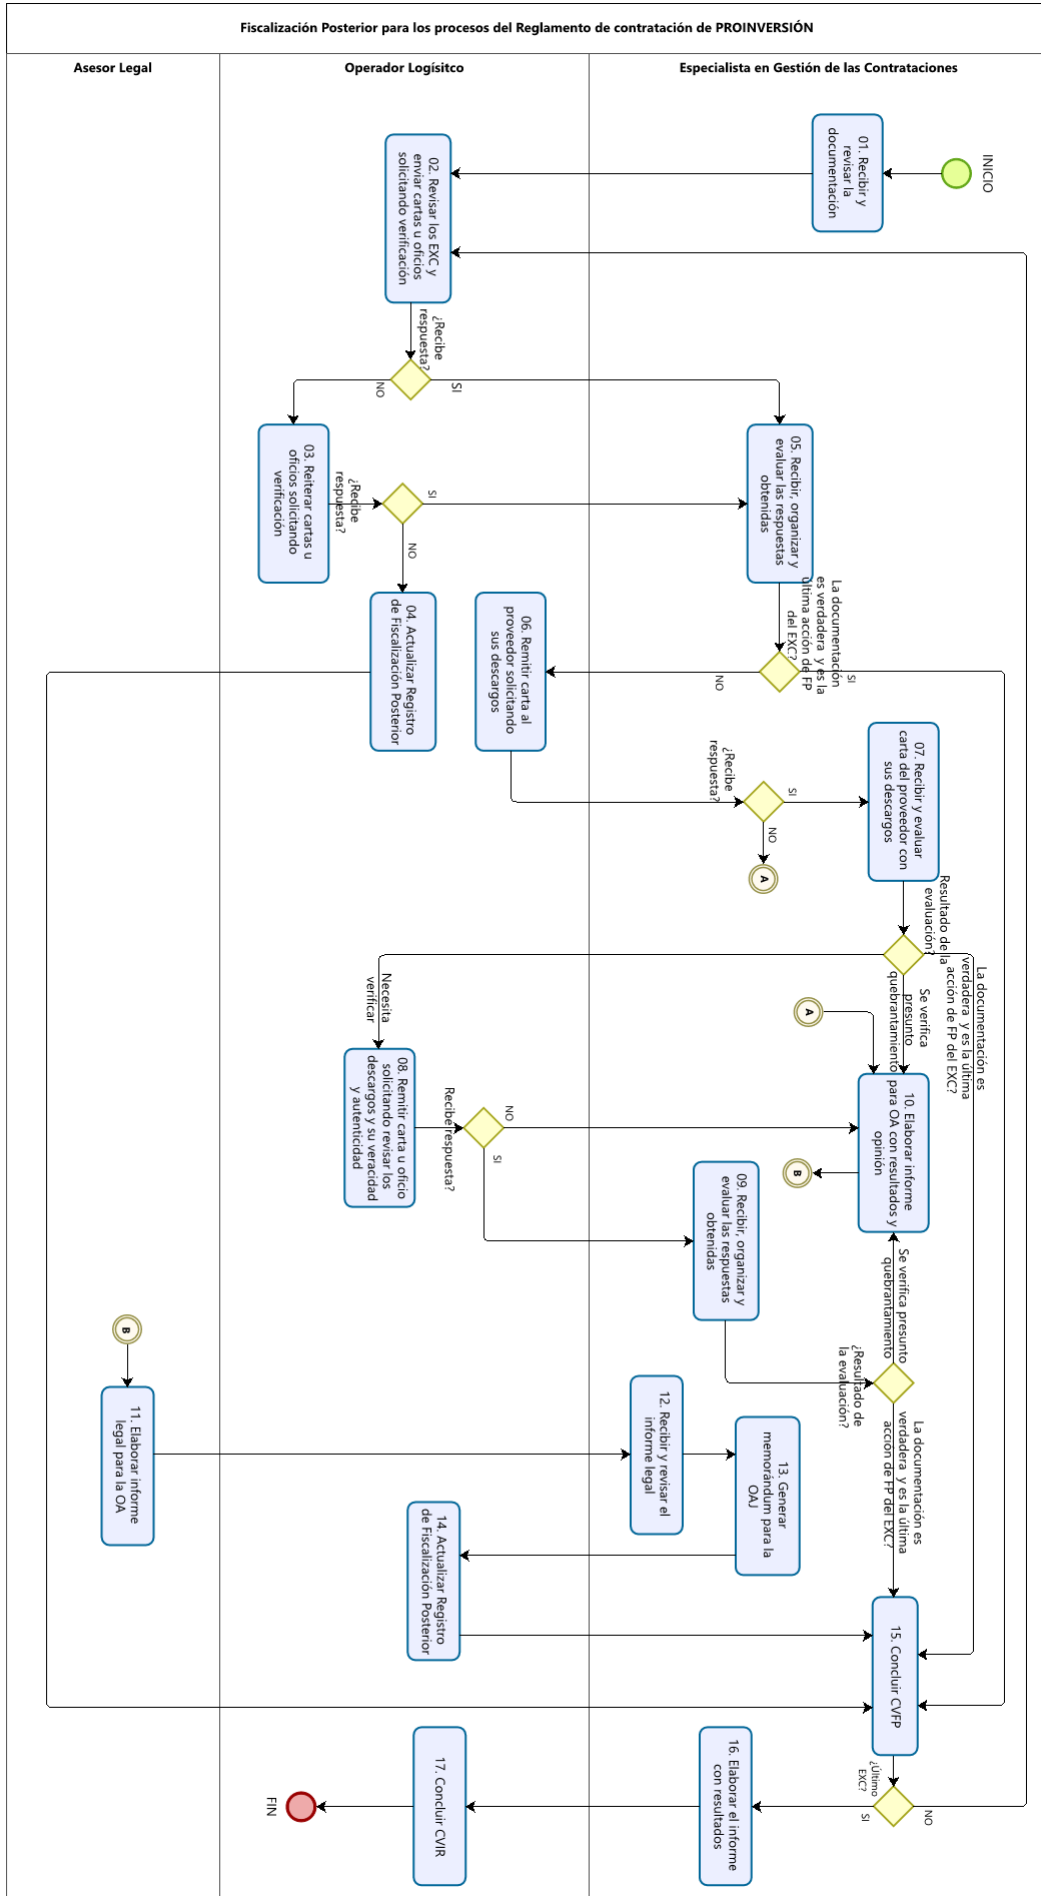 Fiscalización Posterior para los procesos del Reglamento de contratación de PROINVERSIÓN
Asesor Legal
Operador Logísitco
Especialista en Gestión de las Contrataciones
INICIO
01. Recibir y
revisar la
documentación
02. Revisar los EXC y
enviar cartas u oficios
solicitando verificación
¿Recibe
respuesta?
SI
NO
03. Reiterar cartas u
oficios solicitando
verificación
¿Recibe
respuesta?
SI
NO
04. Actualizar Registro
de Fiscalización Posterior
05. Recibir, organizar y
evaluar las respuestas
obtenidas
La documentación
es verdadera y es la
última acción de FP
del EXC?
SI
NO
06. Remitir carta al
proveedor solicitando
sus descargos
¿Recibe
respuesta?
SI
NO
A
07. Recibir y evaluar
carta del proveedor con
sus descargos
Resultado de la
evaluación?
La documentación es
verdadera y es la última
acción de FP del EXC?
Se verifica
presunto
quebrantamiento
Necesita
verificar
A
08. Remitir carta u oficio
solicitando revisar los
descargos y su veracidad
y autenticidad
Recibe respuesta?
NO
SI
09. Recibir, organizar y
evaluar las respuestas
obtenidas
10. Elaborar informe
para OA con resultados y
opinión
B
¿Resultado de
la evaluación?
Se verifica presunto
quebrantamiento
La documentación es
verdadera y es la última
acción de FP del EXC?
B
11. Elaborar informe
legal para la OA
12. Recibir y revisar el
informe legal
13. Generar
memorándum para la
OAJ
14. Actualizar Registro
de Fiscalización Posterior
15. Concluir CVFP
¿Último
EXC?
NO
SI
16. Elaborar el informe
con resultados
17. Concluir CVIR
FIN